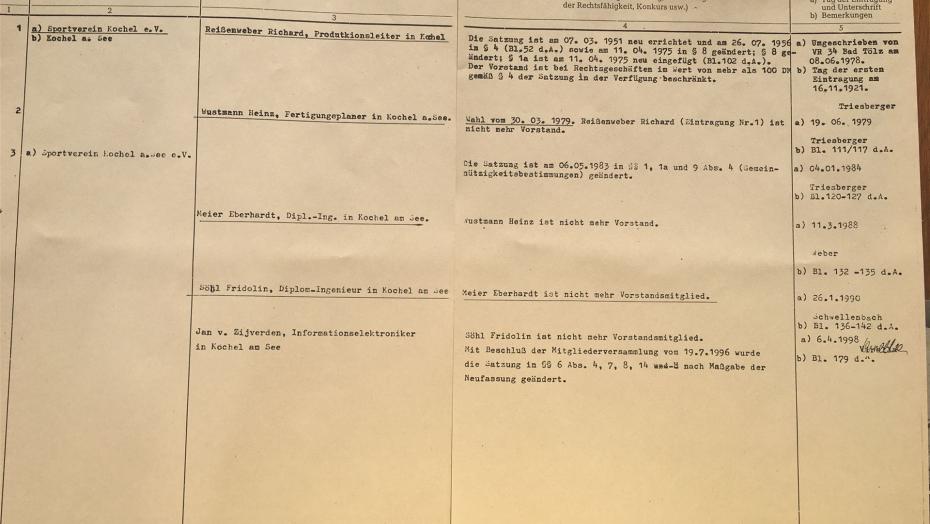 der Rechtsfähigkeit, Konkurs usw.)
und Unterschrift
b) Bemerkungen
1
2
3
4
5
1
a) Sportverein Kochel e.V.
b) Kochel a. See
Reißenweber Richard, Produtkionsleiter in Kochel
Die Satzung ist am 07. 03. 1951 neu errichtet und am 26. 07. 1956
in § 4 (Bl.52 d.A.) sowie am 11. 04. 1975 in § 8 geändert; § 8 ge-
ändert; § 1a ist am 11. 04. 1975 neu eingefügt (Bl.102 d.A.).
Der Vorstand ist bei Rechtsgeschäften im Wert von mehr als 100 DM
gemäß § 4 der Satzung in der Verfügung beschränkt.
a) Umgeschrieben von
VR 34 Bad Tölz am
08.06.1978.
b) Tag der ersten
Eintragung am
16.11.1921.
Triesberger
2
Wustmann Heinz, Fertigungsplaner in Kochel a.See.
Wahl vom 30. 03. 1979. Reißenweber Richard (Eintragung Nr.1) ist
nicht mehr Vorstand.
a) 19. 06. 1979
Triesberger
b) Bl. 111/117 d.A.
3
a) Sportverein Kochel a.See e.V.
Die Satzung ist am 06.05.1983 in §§ 1, 1a und 9 Abs. 4 (Gemein-
nützigkeitsbestimmungen) geändert.
a) 04.01.1984
Triesberger
b) Bl.120-127 d.A.
Meier Eberhardt, Dipl.-Ing. in Kochel am See.
Wustmann Heinz ist nicht mehr Vorstand.
a) 11.3.1988
Weber
b) Bl. 132 -135 d.A.
Söhl Fridolin, Diplom-Ingenieur in Kochel am See
Meier Eberhardt ist nicht mehr Vorstandsmitglied.
a) 26.1.1990
Schwellenbach
b) Bl. 136-142 d.A.
Jan v. Zijverden, Informationselektroniker
in Kochel am See
Söhl Fridolin ist nicht mehr Vorstandsmitglied.
Mit Beschluß der Mitgliederversammlung vom 19.7.1996 wurde
die Satzung in §§ 6 Abs. 4, 7, 8, 14 nach Maßgabe der
Neufassung geändert.
a) 6.4.1998
b) Bl. 179 d.A.